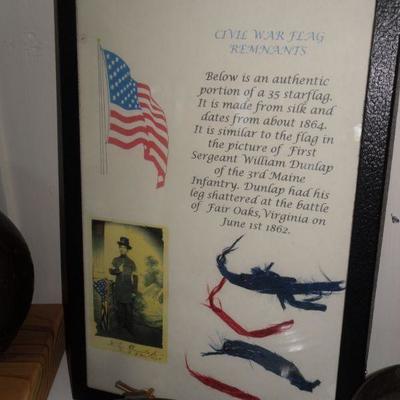 CIVIL WAR FLAG
REMNANTS
Below is an authentic
portion of a 35 starflag.
It is made from silk and
dates from about 1864.
It is similar to the flag in
the picture of First
Sergeant William Dunlap
of the 3rd Maine
Infantry. Dunlap had his
leg shattered at the battle
of Fair Oaks, Virginia on
June 1st 1862.